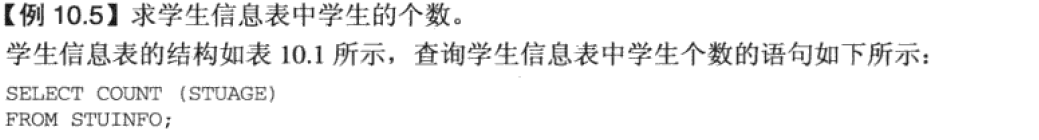 【例 10.5】求学生信息表中学生的个数。
学生信息表的结构如表 10.1 所示，查询学生信息表中学生个数的语句如下所示：
SELECT COUNT (STUAGE)
FROM STUINFO;